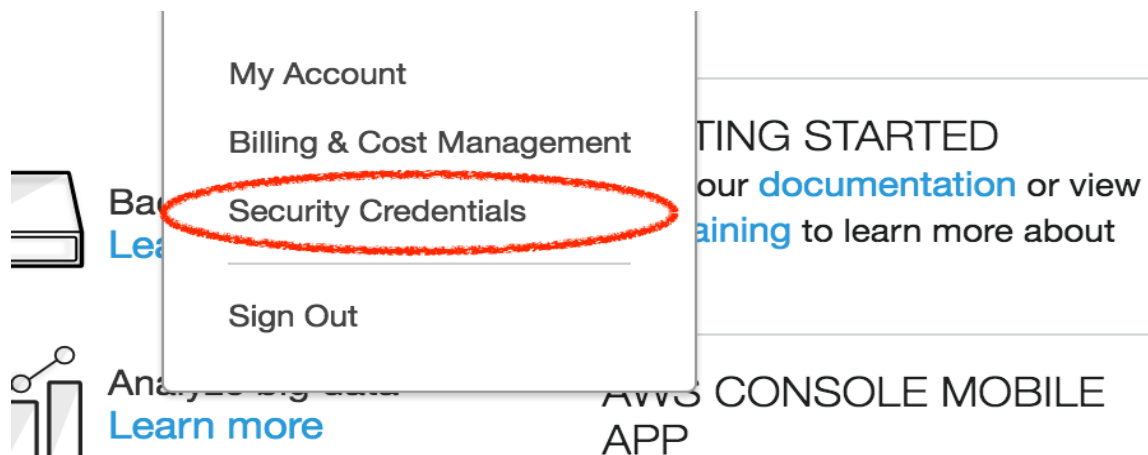 My Account
Billing & Cost Management
Security Credentials
Sign Out
TING STARTED
our documentation or view
aining to learn more about
Learn more
AWS CONSOLE MOBILE
APP